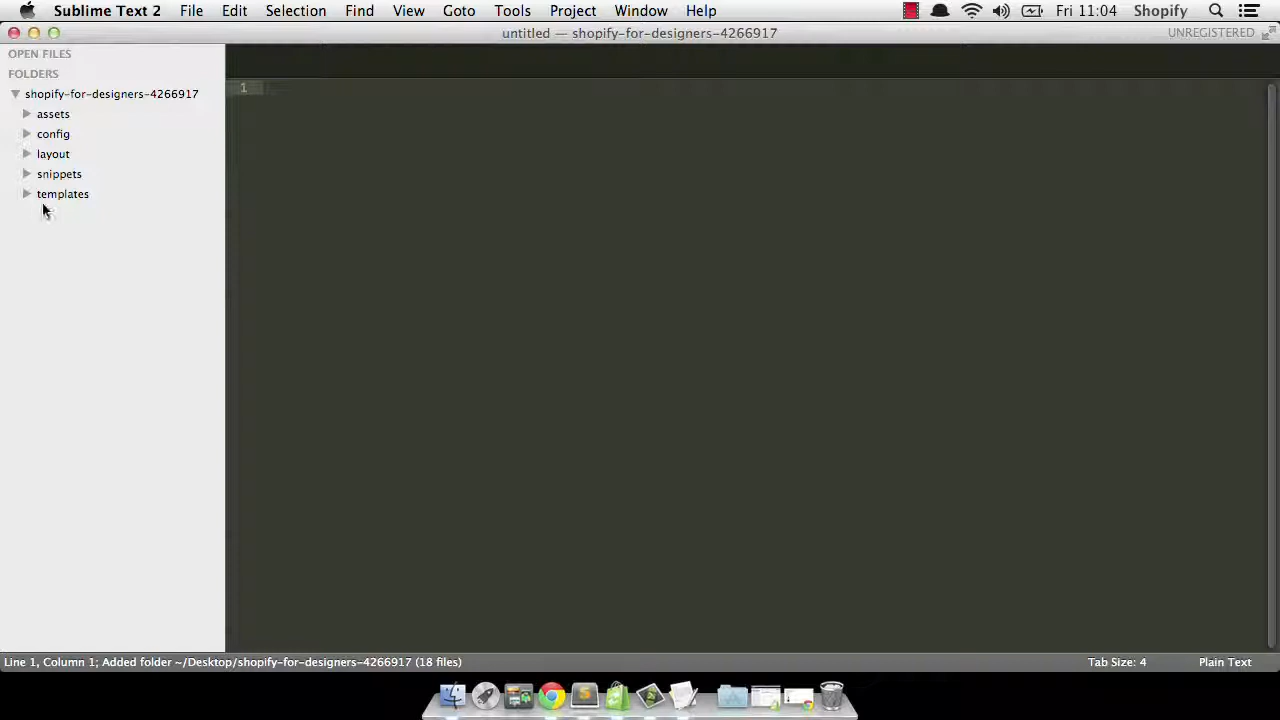 Sublime Text 2 File Edit Selection Find Goto View Tools Project Window Help Fri 11:04 Shopify
untitled — shopify-for-designers-4266917 UNREGISTERED
OPEN FILES
FOLDERS
shopify-for-designers-4266917
assets
config
layout
snippets
templates
1
Line 1, Column 1; Added folder ~/Desktop/shopify-for-designers-4266917 (18 files) Tab Size: 4 Plain Text